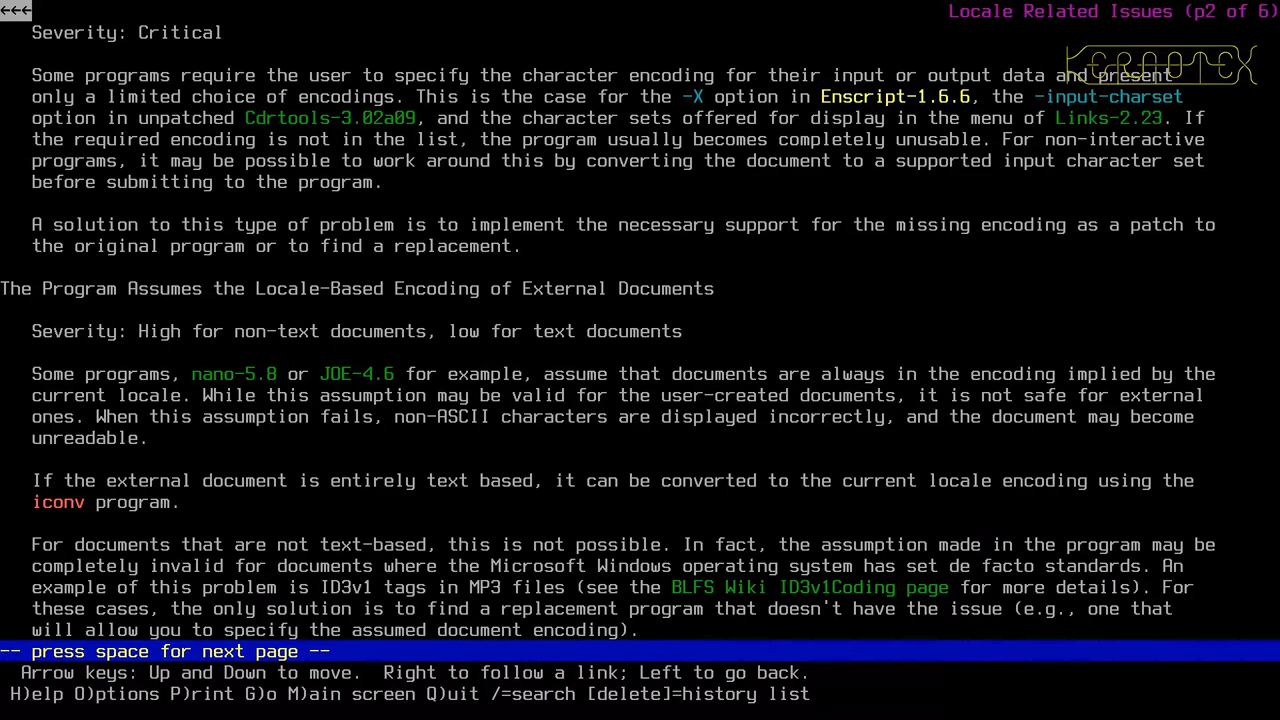 ←←← Locale Related Issues (p2 of 6)
Severity: Critical
KERNOTEX
Some programs require the user to specify the character encoding for their input or output data and present
only a limited choice of encodings. This is the case for the -X option in Enscript-1.6.6, the -input-charset
option in unpatched Cdrtools-3.02a09, and the character sets offered for display in the menu of Links-2.23. If
the required encoding is not in the list, the program usually becomes completely unusable. For non-interactive
programs, it may be possible to work around this by converting the document to a supported input character set
before submitting to the program.
A solution to this type of problem is to implement the necessary support for the missing encoding as a patch to
the original program or to find a replacement.
The Program Assumes the Locale-Based Encoding of External Documents
Severity: High for non-text documents, low for text documents
Some programs, nano-5.8 or JOE-4.6 for example, assume that documents are always in the encoding implied by the
current locale. While this assumption may be valid for the user-created documents, it is not safe for external
ones. When this assumption fails, non-ASCII characters are displayed incorrectly, and the document may become
unreadable.
If the external document is entirely text based, it can be converted to the current locale encoding using the
iconv program.
For documents that are not text-based, this is not possible. In fact, the assumption made in the program may be
completely invalid for documents where the Microsoft Windows operating system has set de facto standards. An
example of this problem is ID3v1 tags in MP3 files (see the BLFS Wiki ID3v1Coding page for more details). For
these cases, the only solution is to find a replacement program that doesn't have the issue (e.g., one that
will allow you to specify the assumed document encoding).
-- press space for next page --
Arrow keys: Up and Down to move. Right to follow a link; Left to go back.
H)elp O)ptions P)rint G)o M)ain screen Q)uit /=search [delete]=history list